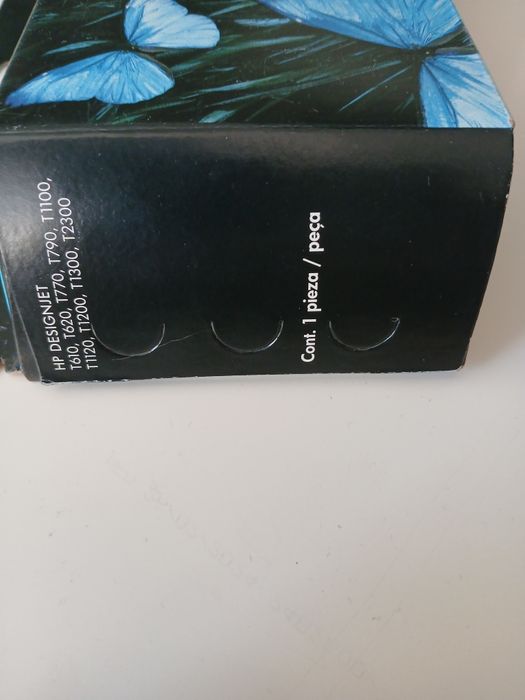 HP DESIGNJET
T610, T620, T770, T790, T1100,
T1120, T1200, T1300, T2300
Cont. 1 pieza / peça